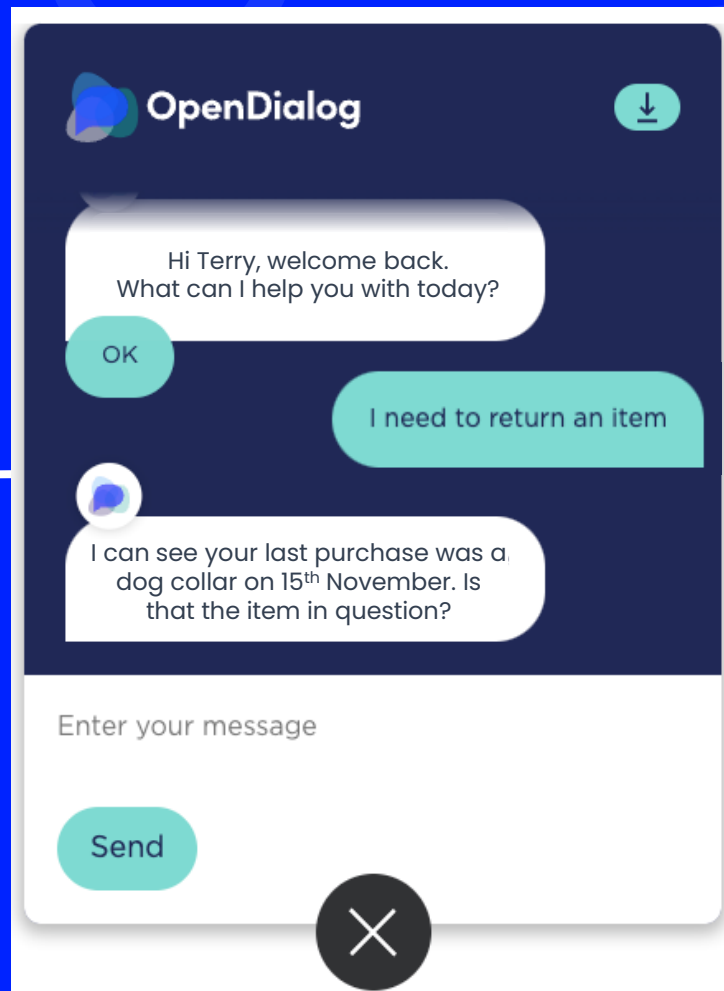 OpenDialog
Hi Terry, welcome back.
What can I help you with today?
OK
I need to return an item
I can see your last purchase was a
dog collar on 15th November. Is
that the item in question?
Enter your message
Send